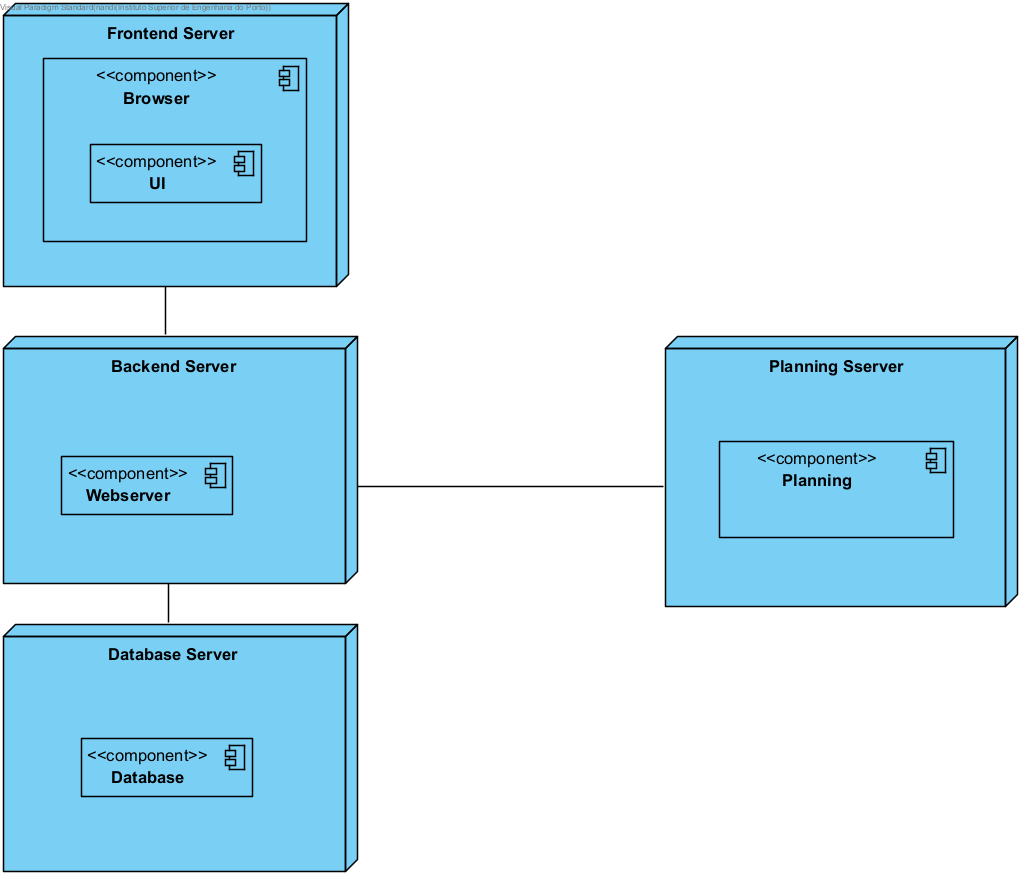 Visual Paradigm Standard(nandi(Instituto Superior de Engenharia do Porto))
Frontend Server
<<component>>
Browser
<<component>>
UI
Backend Server
<<component>>
Webserver
Planning Sserver
<<component>>
Planning
Database Server
<<component>>
Database